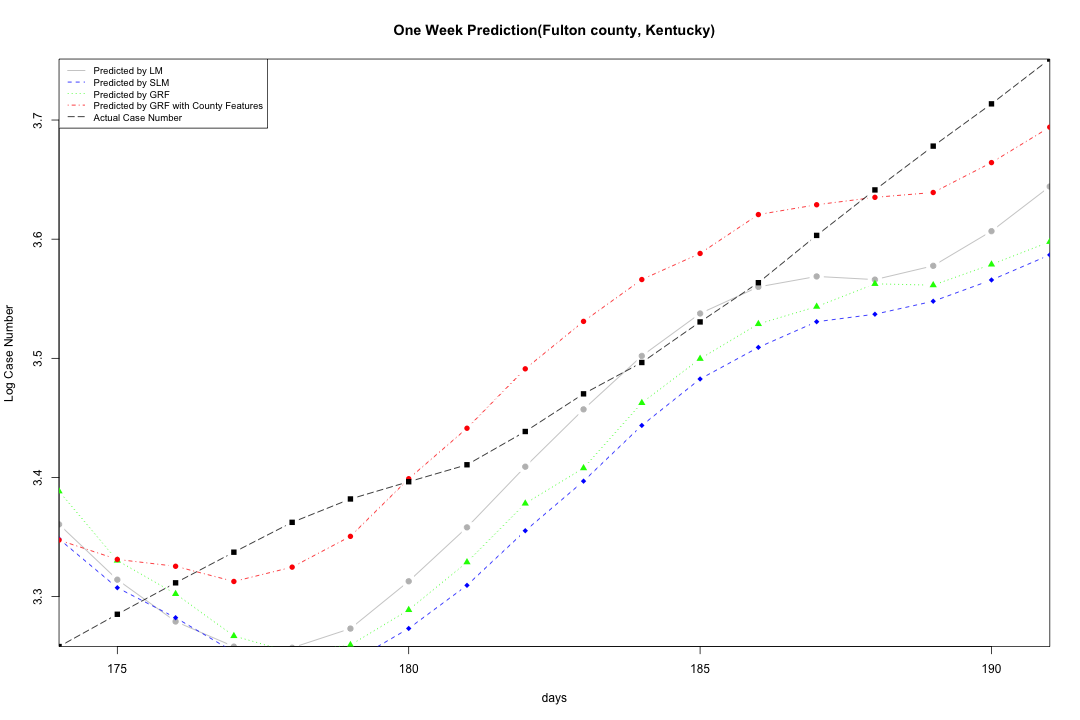 One Week Prediction(Fulton county, Kentucky)
Predicted by LM
Predicted by SLM
Predicted by GRF
Predicted by GRF with County Features
Actual Case Number
Log Case Number
3.7
3.6
3.5
3.4
3.3
175 180 185 190
days